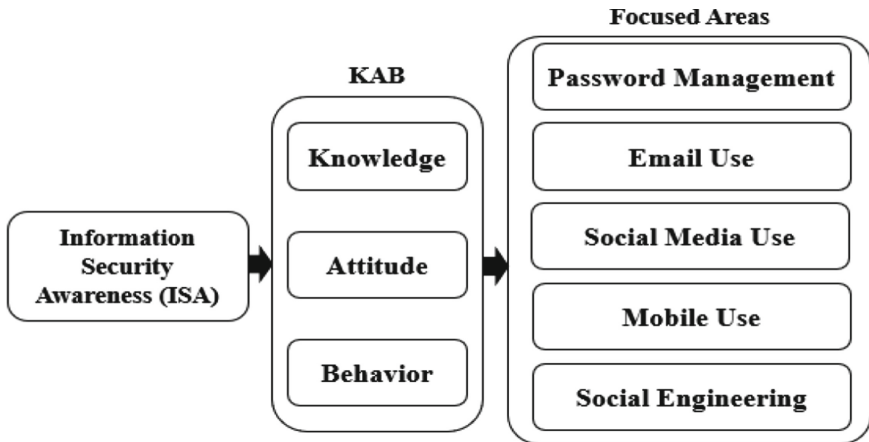 Information
Security
Awareness (ISA)
KAB
Knowledge
Attitude
Behavior
Focused Areas
Password Management
Email Use
Social Media Use
Mobile Use
Social Engineering